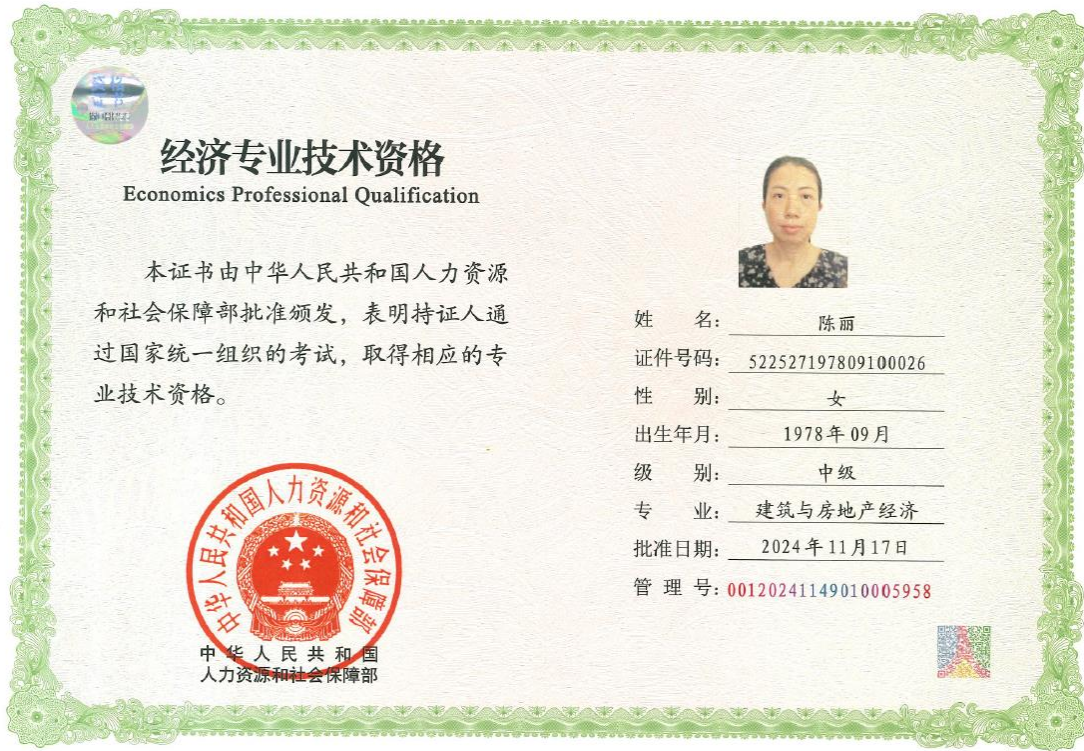 经济专业技术资格
Economics Professional Qualification
本证书由中华人民共和国人力资源
和社会保障部批准颁发，表明持证人通
过国家统一组织的考试，取得相应的专
业技术资格。
中华人民共和国人力资源和社会保障部
中华人民共和国
人力资源和社会保障部
姓 名：陈丽
证件号码：522527197809100026
性 别：女
出生年月：1978年09月
级 别：中级
专 业：建筑与房地产经济
批准日期：2024年11月17日
管 理 号：00120241149010005958